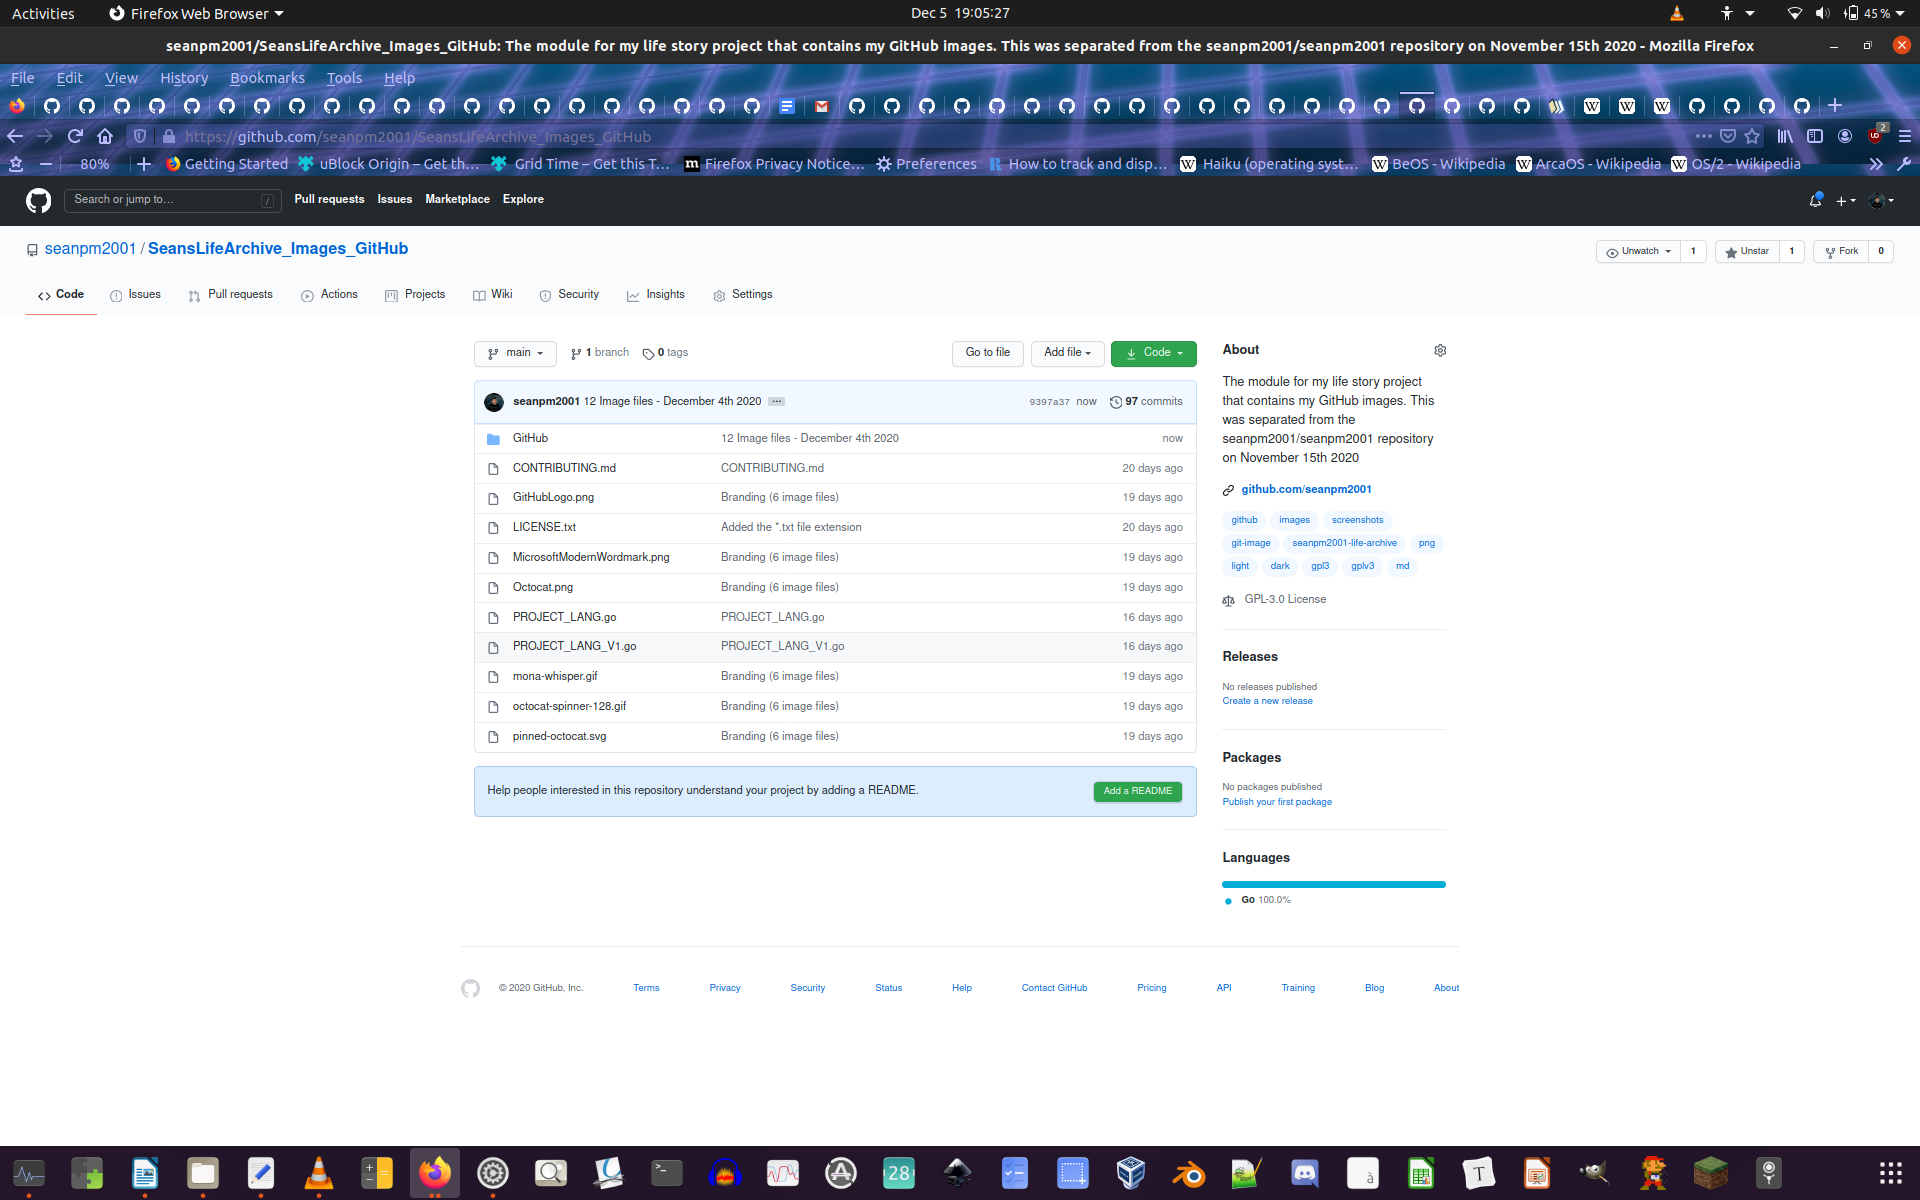 Activities
Firefox Web Browser
Dec 5 19:05:27
45 %
seanpm2001/SeansLifeArchive_Images_GitHub: The module for my life story project that contains my GitHub images. This was separated from the seanpm2001/seanpm2001 repository on November 15th 2020 - Mozilla Firefox
File Edit View History Bookmarks Tools Help
https://github.com/seanpm2001/SeansLifeArchive_Images_GitHub
2
80%
Getting Started
uBlock Origin – Get th…
Grid Time – Get this T…
Firefox Privacy Notice…
Preferences
How to track and disp…
Haiku (operating syst…
BeOS - Wikipedia
ArcaOS - Wikipedia
OS/2 - Wikipedia
Search or jump to…
/
Pull requests
Issues
Marketplace
Explore
seanpm2001 / SeansLifeArchive_Images_GitHub
Unwatch 1
Unstar 1
Fork 0
Code
Issues
Pull requests
Actions
Projects
Wiki
Security
Insights
Settings
main
1 branch
0 tags
Go to file
Add file
Code
seanpm2001 12 Image files - December 4th 2020 …
9397a37 now
97 commits
GitHub 12 Image files - December 4th 2020 now
CONTRIBUTING.md CONTRIBUTING.md 20 days ago
GitHubLogo.png Branding (6 image files) 19 days ago
LICENSE.txt Added the *.txt file extension 20 days ago
MicrosoftModernWordmark.png Branding (6 image files) 19 days ago
Octocat.png Branding (6 image files) 19 days ago
PROJECT_LANG.go PROJECT_LANG.go 16 days ago
PROJECT_LANG_V1.go PROJECT_LANG_V1.go 16 days ago
mona-whisper.gif Branding (6 image files) 19 days ago
octocat-spinner-128.gif Branding (6 image files) 19 days ago
pinned-octocat.svg Branding (6 image files) 19 days ago
Help people interested in this repository understand your project by adding a README.
Add a README
About
The module for my life story project
that contains my GitHub images. This
was separated from the
seanpm2001/seanpm2001 repository
on November 15th 2020
github.com/seanpm2001
github images screenshots
git-image seanpm2001-life-archive png
light dark gpl3 gplv3 md
GPL-3.0 License
Releases
No releases published
Create a new release
Packages
No packages published
Publish your first package
Languages
Go 100.0%
© 2020 GitHub, Inc.
Terms
Privacy
Security
Status
Help
Contact GitHub
Pricing
API
Training
Blog
About
28